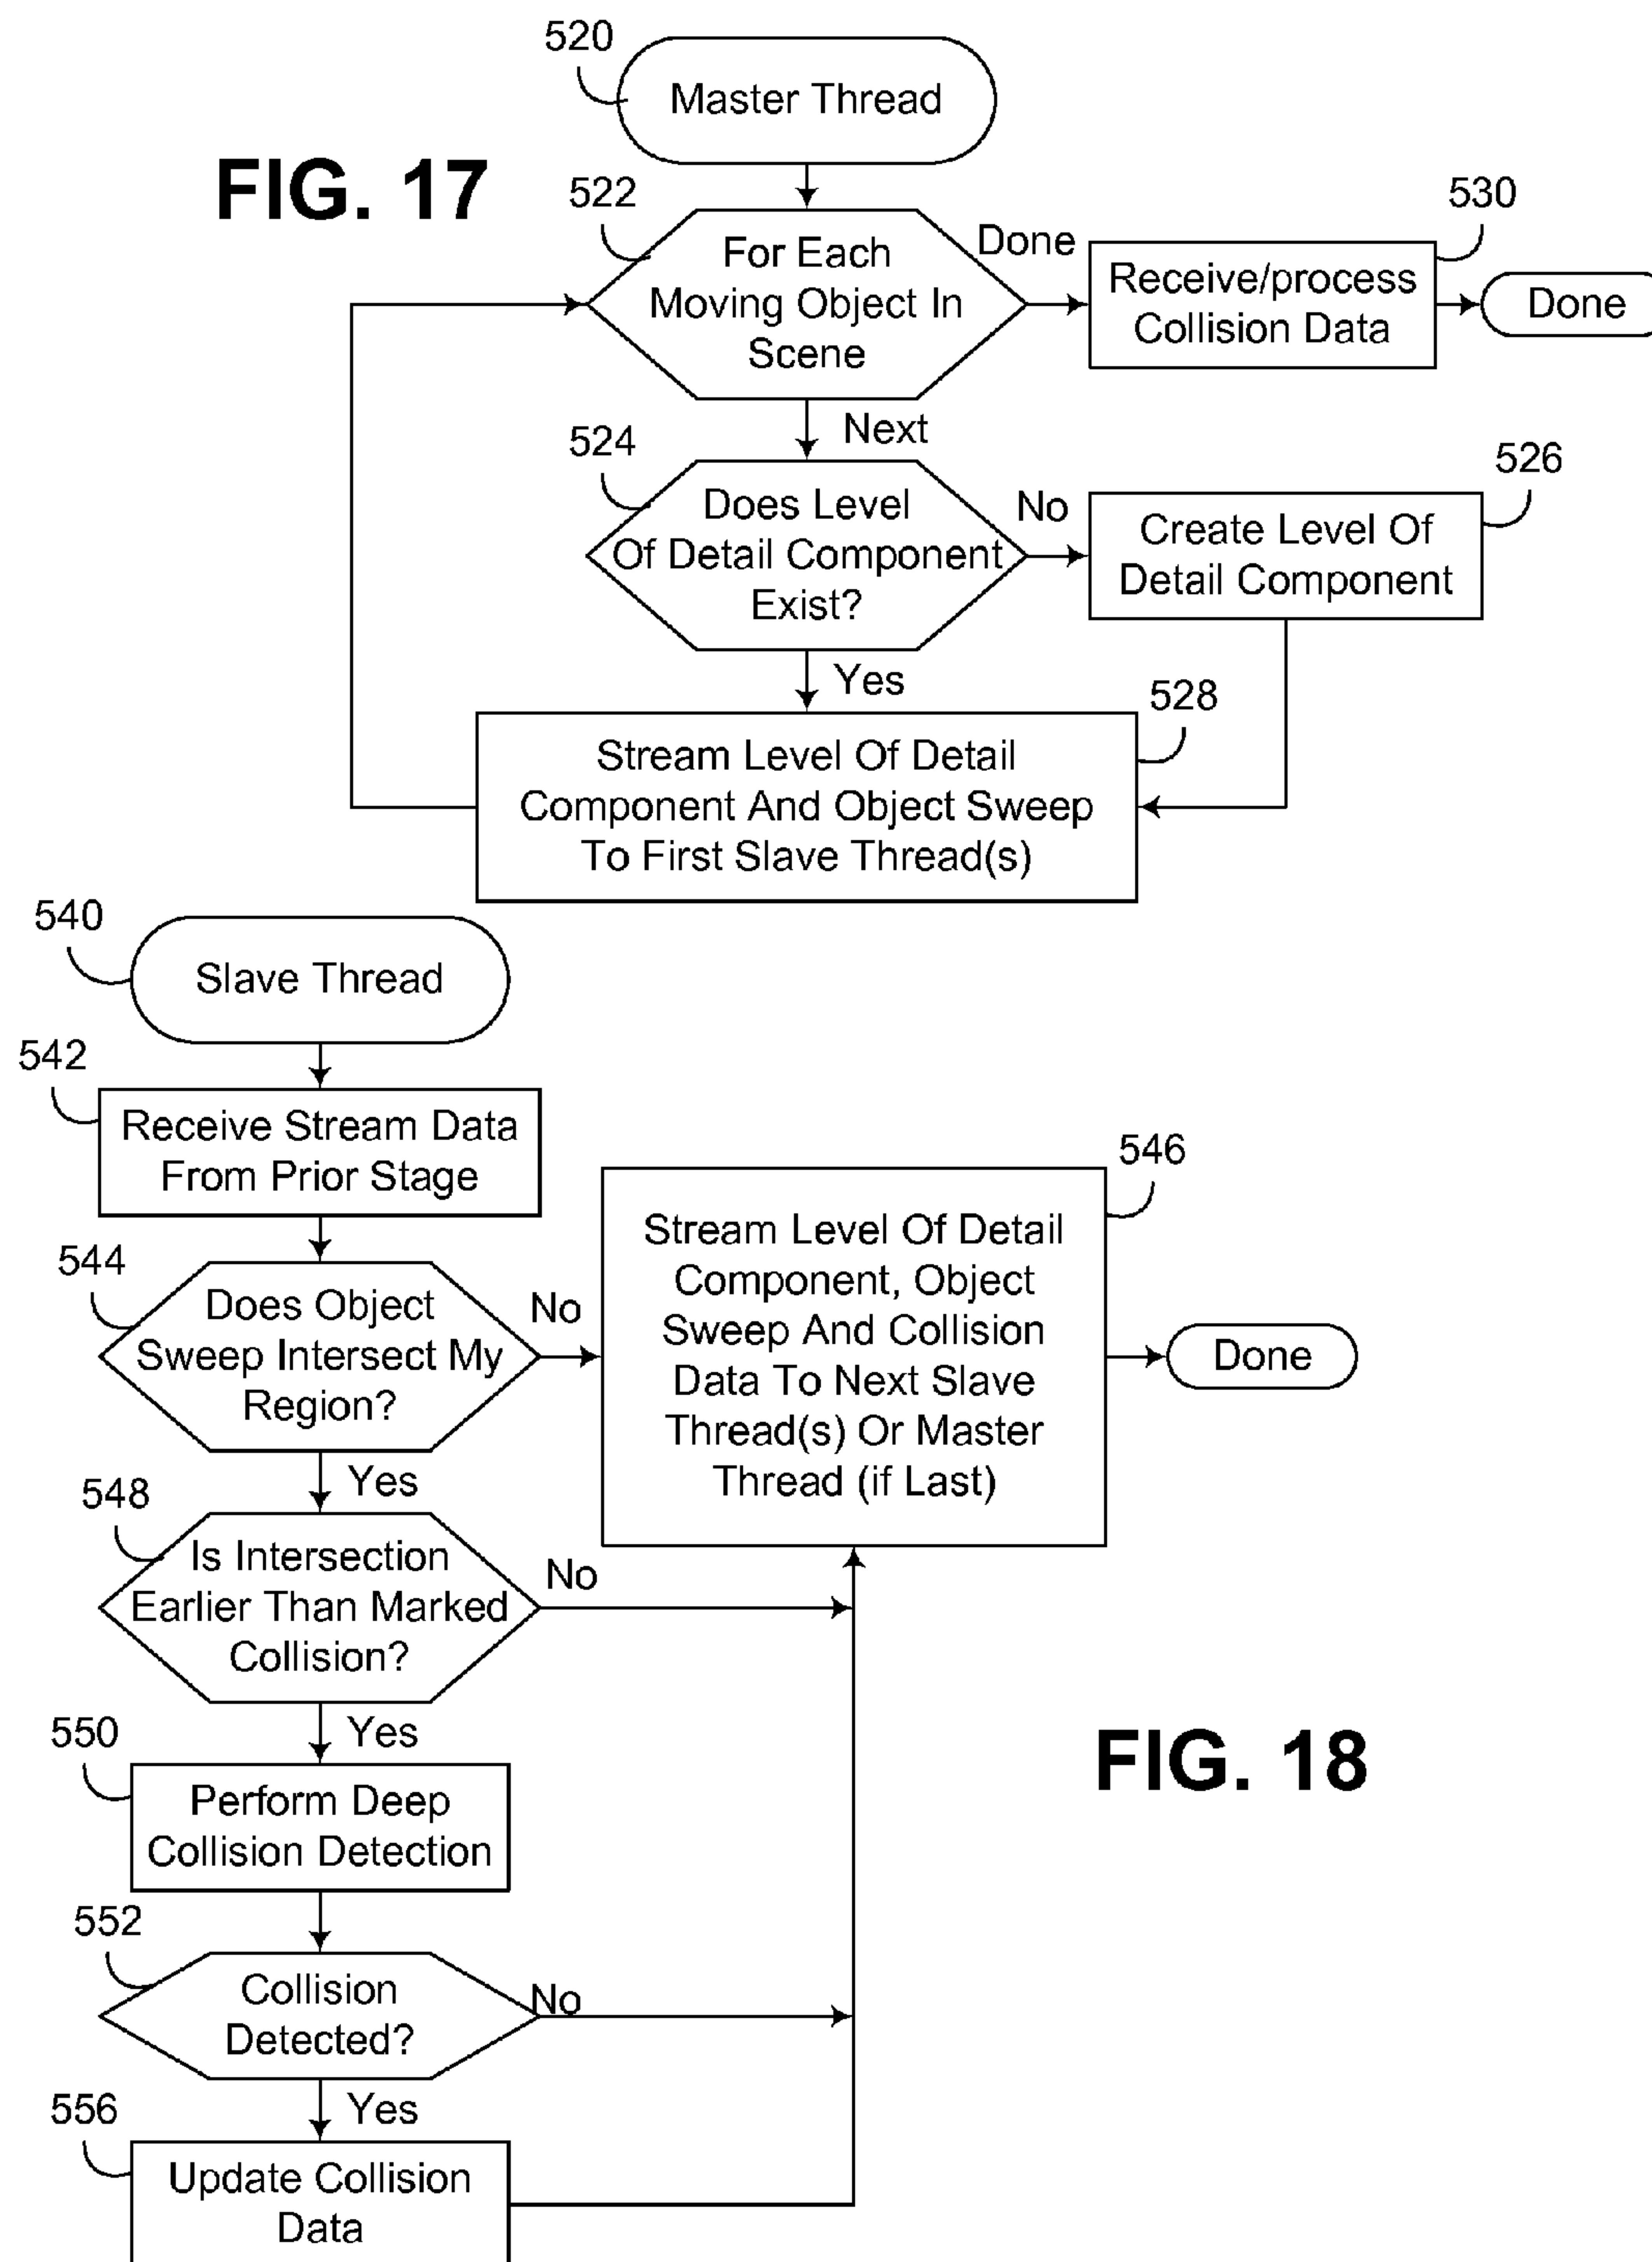 520
Master Thread
FIG. 17
522
For Each
Moving Object In
Scene
Done
530
Receive/process
Collision Data
Done
Next
524
Does Level
Of Detail Component
Exist?
No
526
Create Level Of
Detail Component
Yes
528
Stream Level Of Detail
Component And Object Sweep
To First Slave Thread(s)
540
Slave Thread
542
Receive Stream Data
From Prior Stage
544
Does Object
Sweep Intersect My
Region?
No
546
Stream Level Of Detail
Component, Object
Sweep And Collision
Data To Next Slave
Thread(s) Or Master
Thread (if Last)
Done
Yes
548
Is Intersection
Earlier Than Marked
Collision?
No
Yes
550
Perform Deep
Collision Detection
FIG. 18
552
Collision
Detected?
No
Yes
556
Update Collision
Data